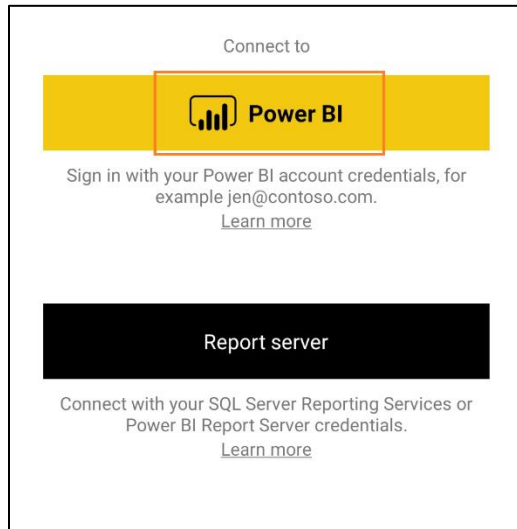 Connect to
Power BI
Sign in with your Power BI account credentials, for
example jen@contoso.com.
Learn more
Report server
Connect with your SQL Server Reporting Services or
Power BI Report Server credentials.
Learn more